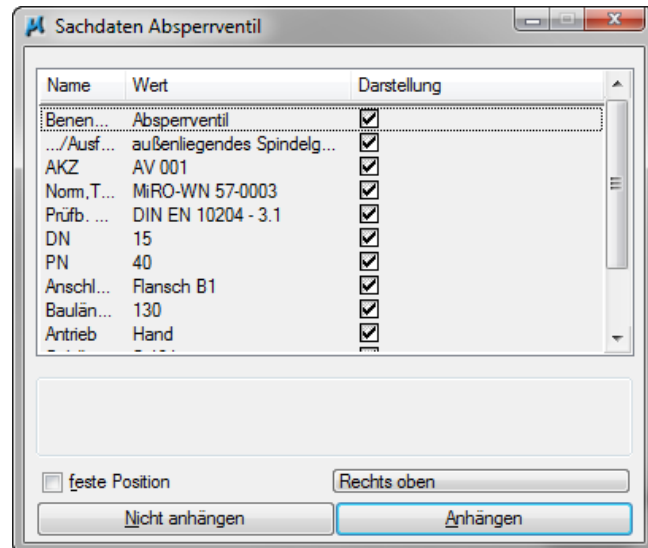 Sachdaten Absperrventil
Name Wert Darstellung
Benen... Absperrventil
.../Ausf... außenliegendes Spindelg...
AKZ AV 001
Norm,T... MiRO-WN 57-0003
Prüfb. ... DIN EN 10204 - 3.1
DN 15
PN 40
Anschl... Flansch B1
Baulän... 130
Antrieb Hand
feste Position Rechts oben
Nicht anhängen Anhängen